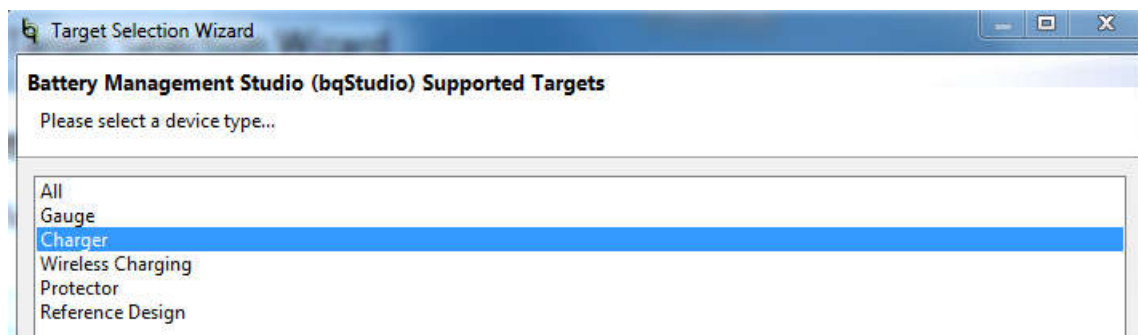 Target Selection Wizard
Battery Management Studio (bqStudio) Supported Targets
Please select a device type...
All
Gauge
Charger
Wireless Charging
Protector
Reference Design